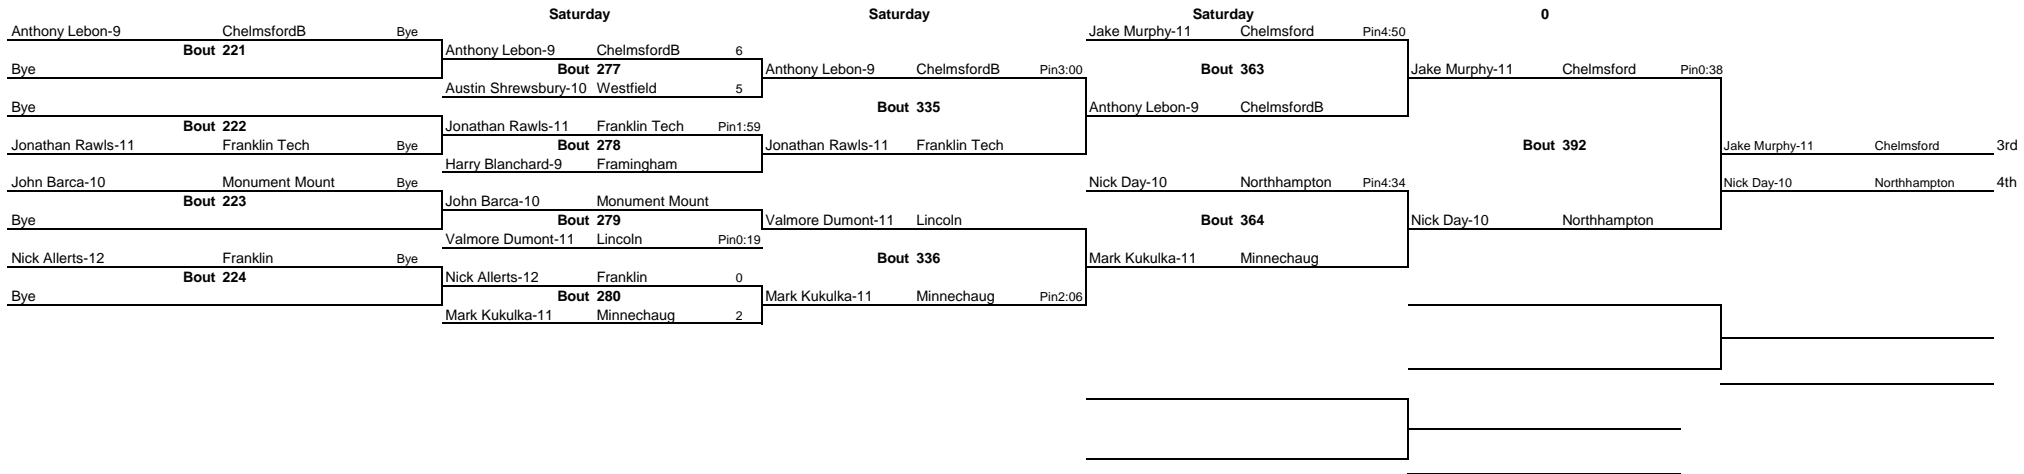 Saturday Saturday Saturday 0
Anthony Lebon-9 ChelmsfordB Bye
Bout 221
Bye
Bye
Bout 222
Jonathan Rawls-11 Franklin Tech Bye
John Barca-10 Monument Mount Bye
Bout 223
Bye
Nick Allerts-12 Franklin Bye
Bout 224
Bye
Anthony Lebon-9 ChelmsfordB 6
Bout 277
Austin Shrewsbury-10 Westfield 5
Jonathan Rawls-11 Franklin Tech Pin1:59
Bout 278
Harry Blanchard-9 Framingham
John Barca-10 Monument Mount
Bout 279
Valmore Dumont-11 Lincoln Pin0:19
Nick Allerts-12 Franklin 0
Bout 280
Mark Kukulka-11 Minnechaug 2
Anthony Lebon-9 ChelmsfordB Pin3:00
Bout 335
Jonathan Rawls-11 Franklin Tech
Valmore Dumont-11 Lincoln
Bout 336
Mark Kukulka-11 Minnechaug Pin2:06
Jake Murphy-11 Chelmsford Pin4:50
Bout 363
Anthony Lebon-9 ChelmsfordB
Nick Day-10 Northhampton Pin4:34
Bout 364
Mark Kukulka-11 Minnechaug
Jake Murphy-11 Chelmsford Pin0:38
Bout 392
Nick Day-10 Northhampton
Jake Murphy-11 Chelmsford 3rd
Nick Day-10 Northhampton 4th